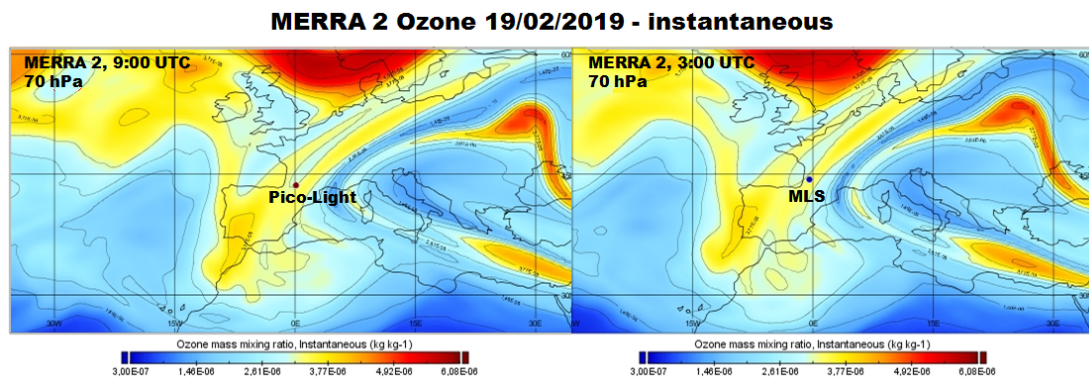 MERRA 2 Ozone 19/02/2019 - instantaneous
MERRA 2, 9:00 UTC
70 hPa
Pico-Light
30W 15W 0E 15E 30E
Ozone mass mixing ratio, Instantaneous (kg kg-1)
3,00E-07 1,46E-06 2,61E-06 3,77E-06 4,92E-06 6,08E-06
MERRA 2, 3:00 UTC
70 hPa
MLS
15W 0E 15E 30E
Ozone mass mixing ratio, Instantaneous (kg kg-1)
3,00E-07 1,46E-06 2,61E-06 3,77E-06 4,92E-06 6,08E-06